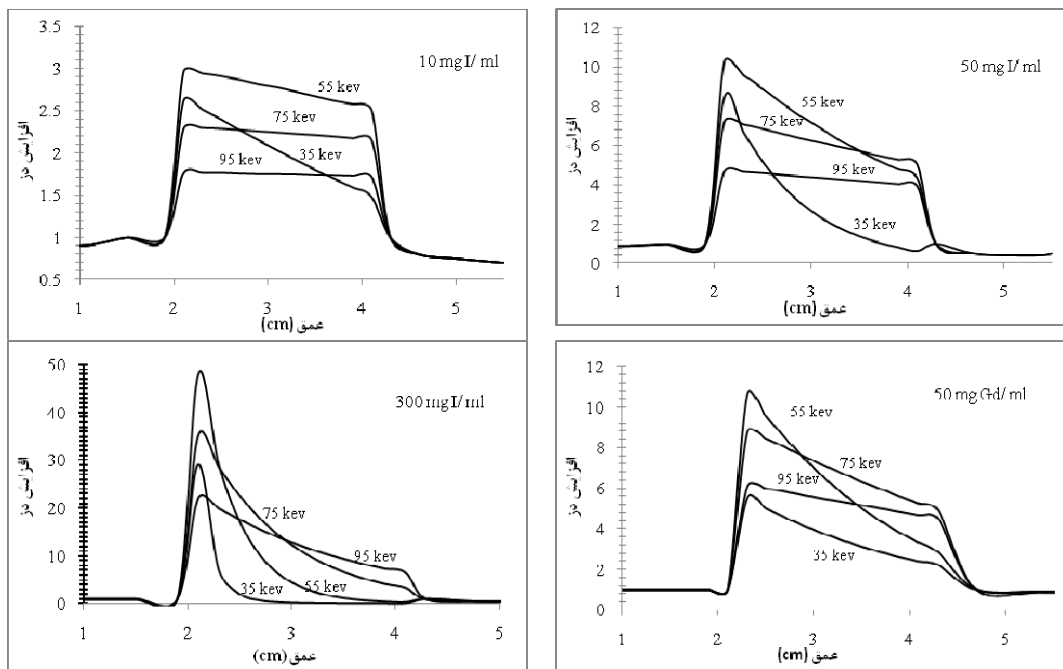 10 mg I/ ml
افزایش دز
3.5
3
2.5
2
1.5
1
0.5
55 kev
75 kev
35 kev
95 kev
1 2 3 4 5
عمق (cm)
50 mg I/ ml
افزایش دز
12
10
8
6
4
2
0
55 kev
75 kev
95 kev
35 kev
1 2 3 4 5
عمق (cm)
300 mg I/ ml
افزایش دز
50
40
30
20
10
0
75 kev
95 kev
55 kev
35 kev
1 2 3 4 5
عمق (cm)
50 mg Gd/ ml
افزایش دز
12
10
8
6
4
2
0
55 kev
75 kev
95 kev
35 kev
1 2 3 4 5
عمق (cm)